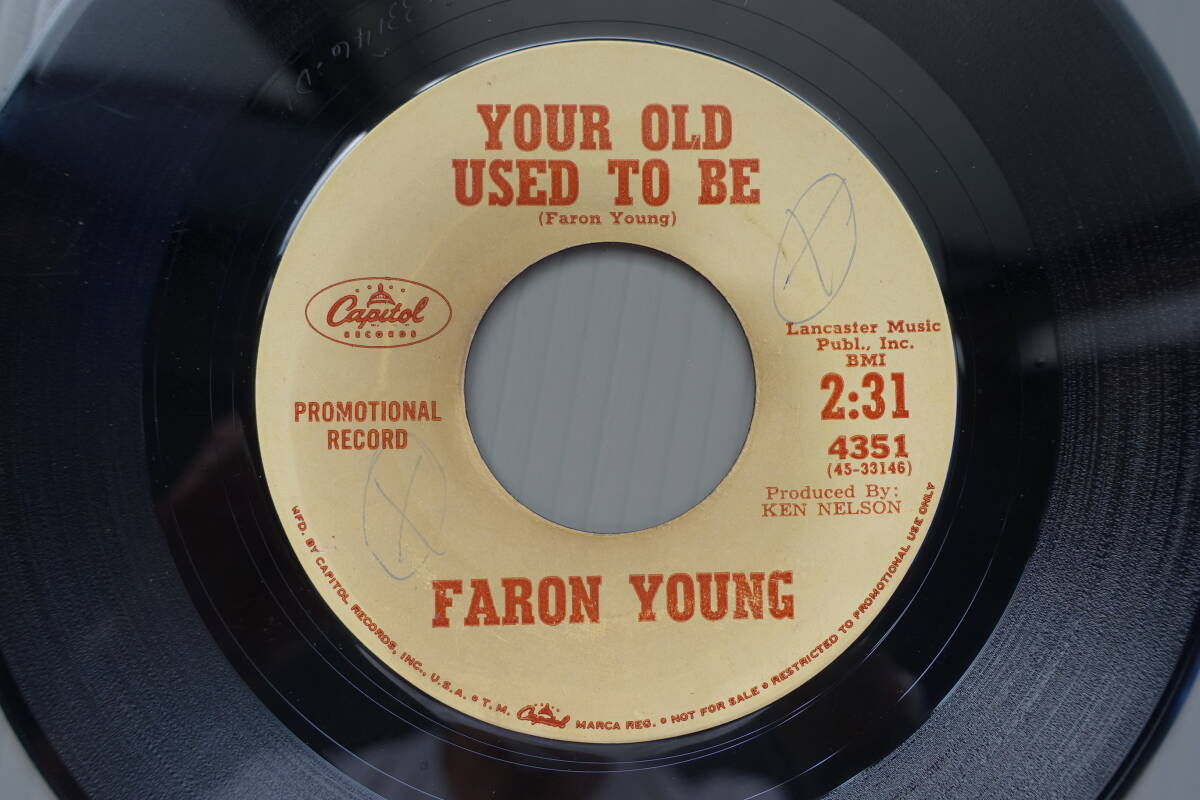 33146-D1
YOUR OLD
USED TO BE
(Faron Young)
Capitol
RECORDS
PROMOTIONAL
RECORD
Lancaster Music
Publ., Inc.
BMI
2:31
4351
(45-33146)
Produced By:
KEN NELSON
FARON YOUNG
MFD. BY CAPITOL RECORDS, INC., U.S.A. • T.M. Capitol MARCA REG. • NOT FOR SALE • RESTRICTED TO PROMOTIONAL USE ONLY